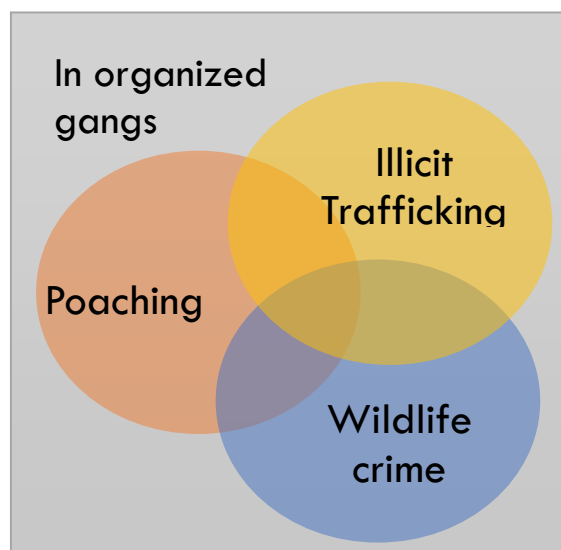 In organized
gangs
Illicit
Trafficking
Poaching
Wildlife
crime